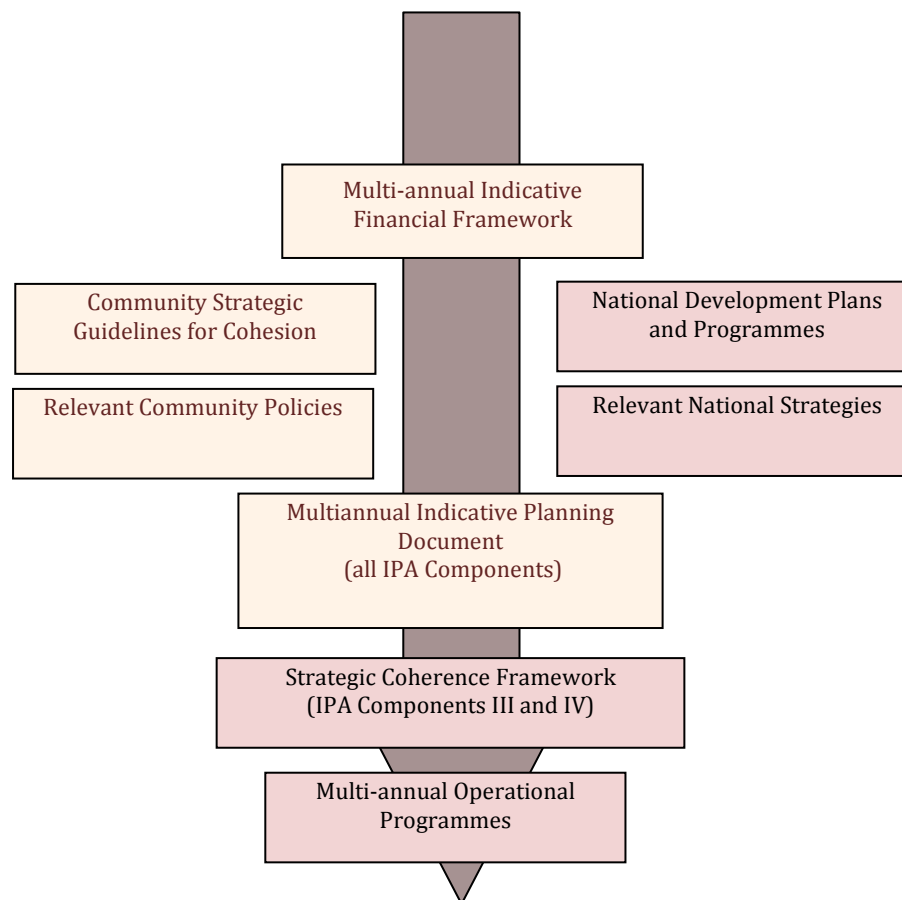 Multi-annual Indicative
Financial Framework
Community Strategic
Guidelines for Cohesion
National Development Plans
and Programmes
Relevant Community Policies
Relevant National Strategies
Multiannual Indicative Planning
Document
(all IPA Components)
Strategic Coherence Framework
(IPA Components III and IV)
Multi-annual Operational
Programmes